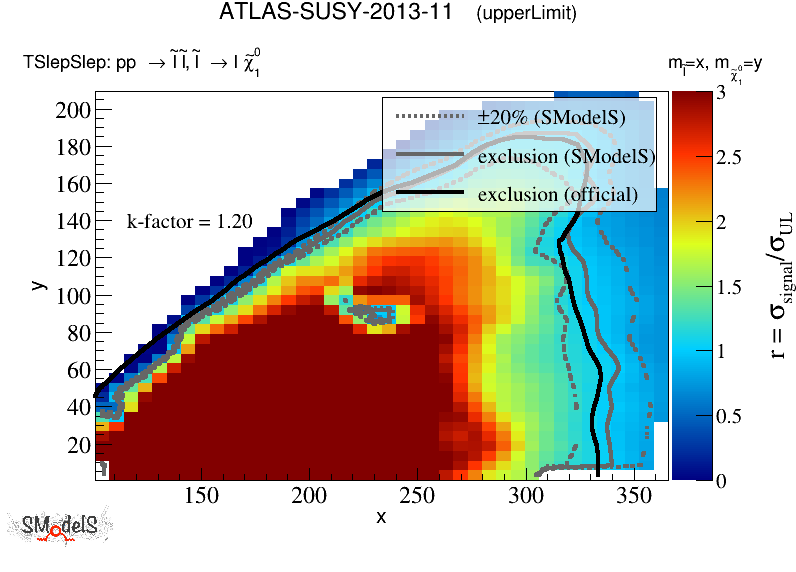 ATLAS-SUSY-2013-11 (upperLimit)
TSlepSlep: pp → l̃ l̃, l̃ → l χ̃₁⁰
m_l̃=x, m_χ̃₁⁰=y
±20% (SModelS)
exclusion (SModelS)
exclusion (official)
k-factor = 1.20
200
180
160
140
120
100
80
60
40
20
y
150
200
250
300
350
x
3
2.5
2
1.5
1
0.5
0
r = σ_signal/σ_UL
SModelS